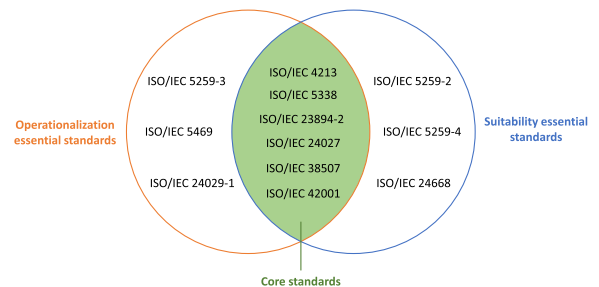 ISO/IEC 4213
ISO/IEC 5259-3
ISO/IEC 5259-2
ISO/IEC 5338
Operationalization
essential standards
ISO/IEC 5469
ISO/IEC 23894-2
ISO/IEC 24027
ISO/IEC 5259-4
Suitability essential
standards
ISO/IEC 38507
ISO/IEC 24029-1
ISO/IEC 42001
ISO/IEC 24668
Core standards